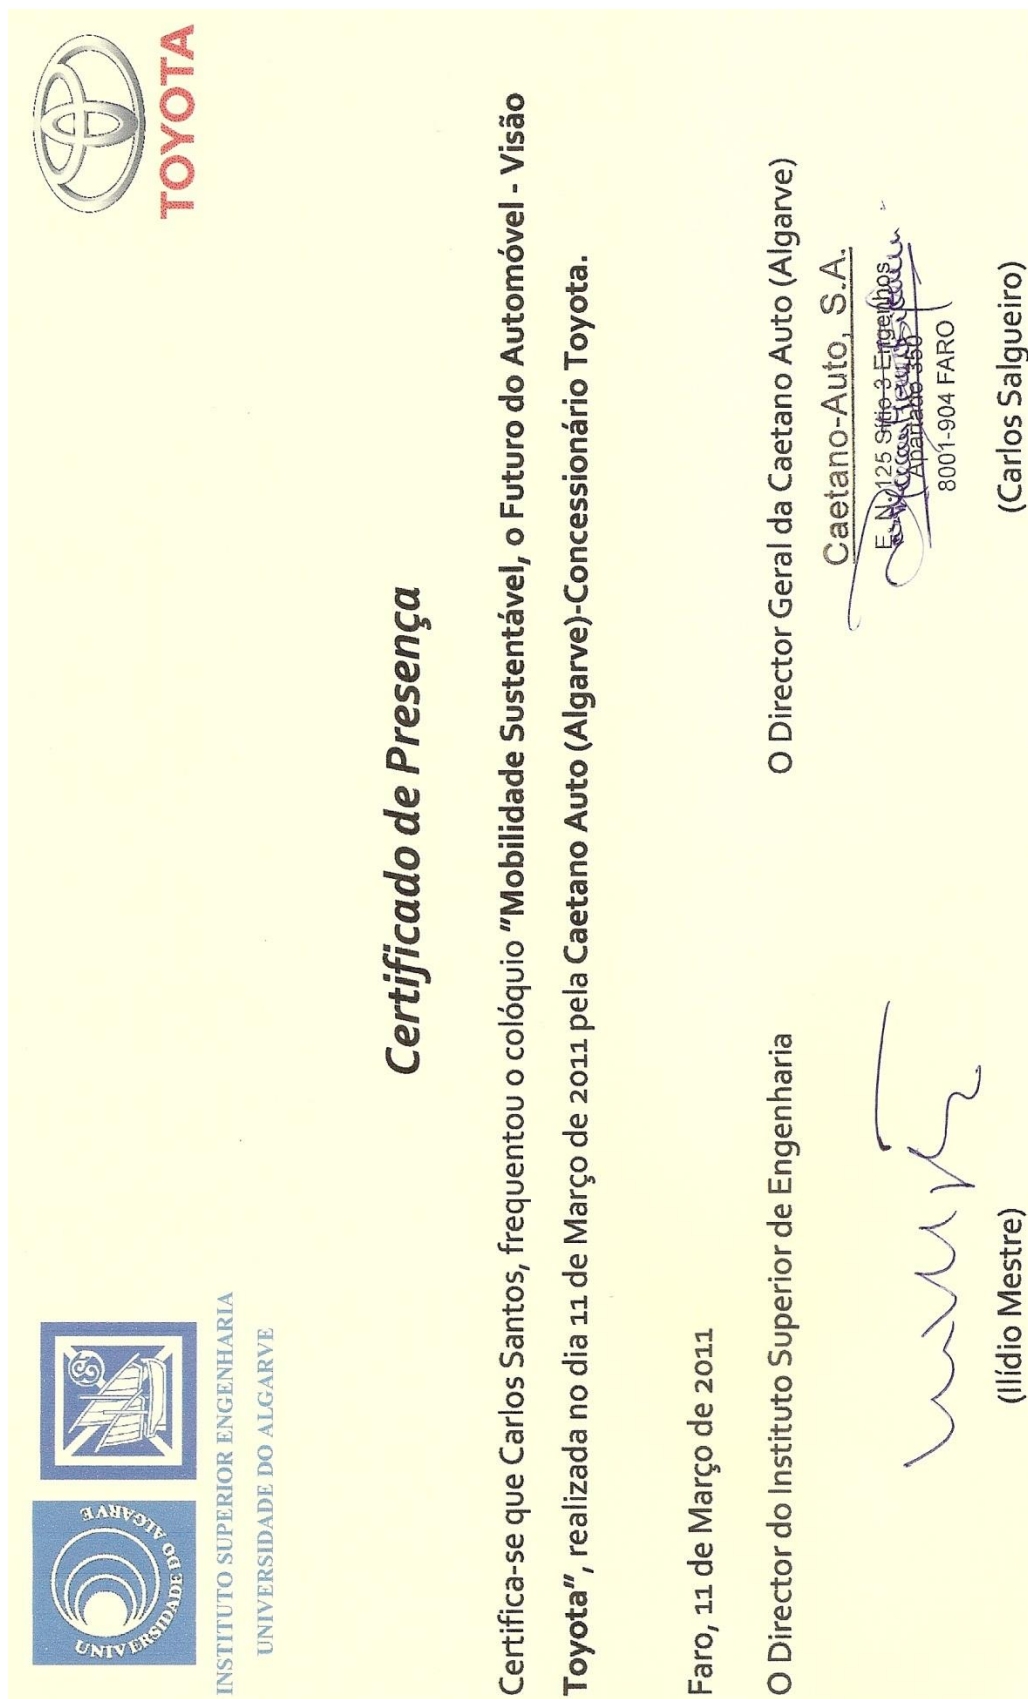 UNIVERSIDADE DO ALGARVE
INSTITUTO SUPERIOR ENGENHARIA
UNIVERSIDADE DO ALGARVE
TOYOTA
Certificado de Presença
Certifica-se que Carlos Santos, frequentou o colóquio "Mobilidade Sustentável, o Futuro do Automóvel - Visão
Toyota", realizada no dia 11 de Março de 2011 pela Caetano Auto (Algarve)-Concessionário Toyota.
Faro, 11 de Março de 2011
O Director do Instituto Superior de Engenharia
(Ilídio Mestre)
O Director Geral da Caetano Auto (Algarve)
Caetano-Auto, S.A.
E. N. 125 Sítio 3 Engenhos
Apartado 350
8001-904 FARO
(Carlos Salgueiro)